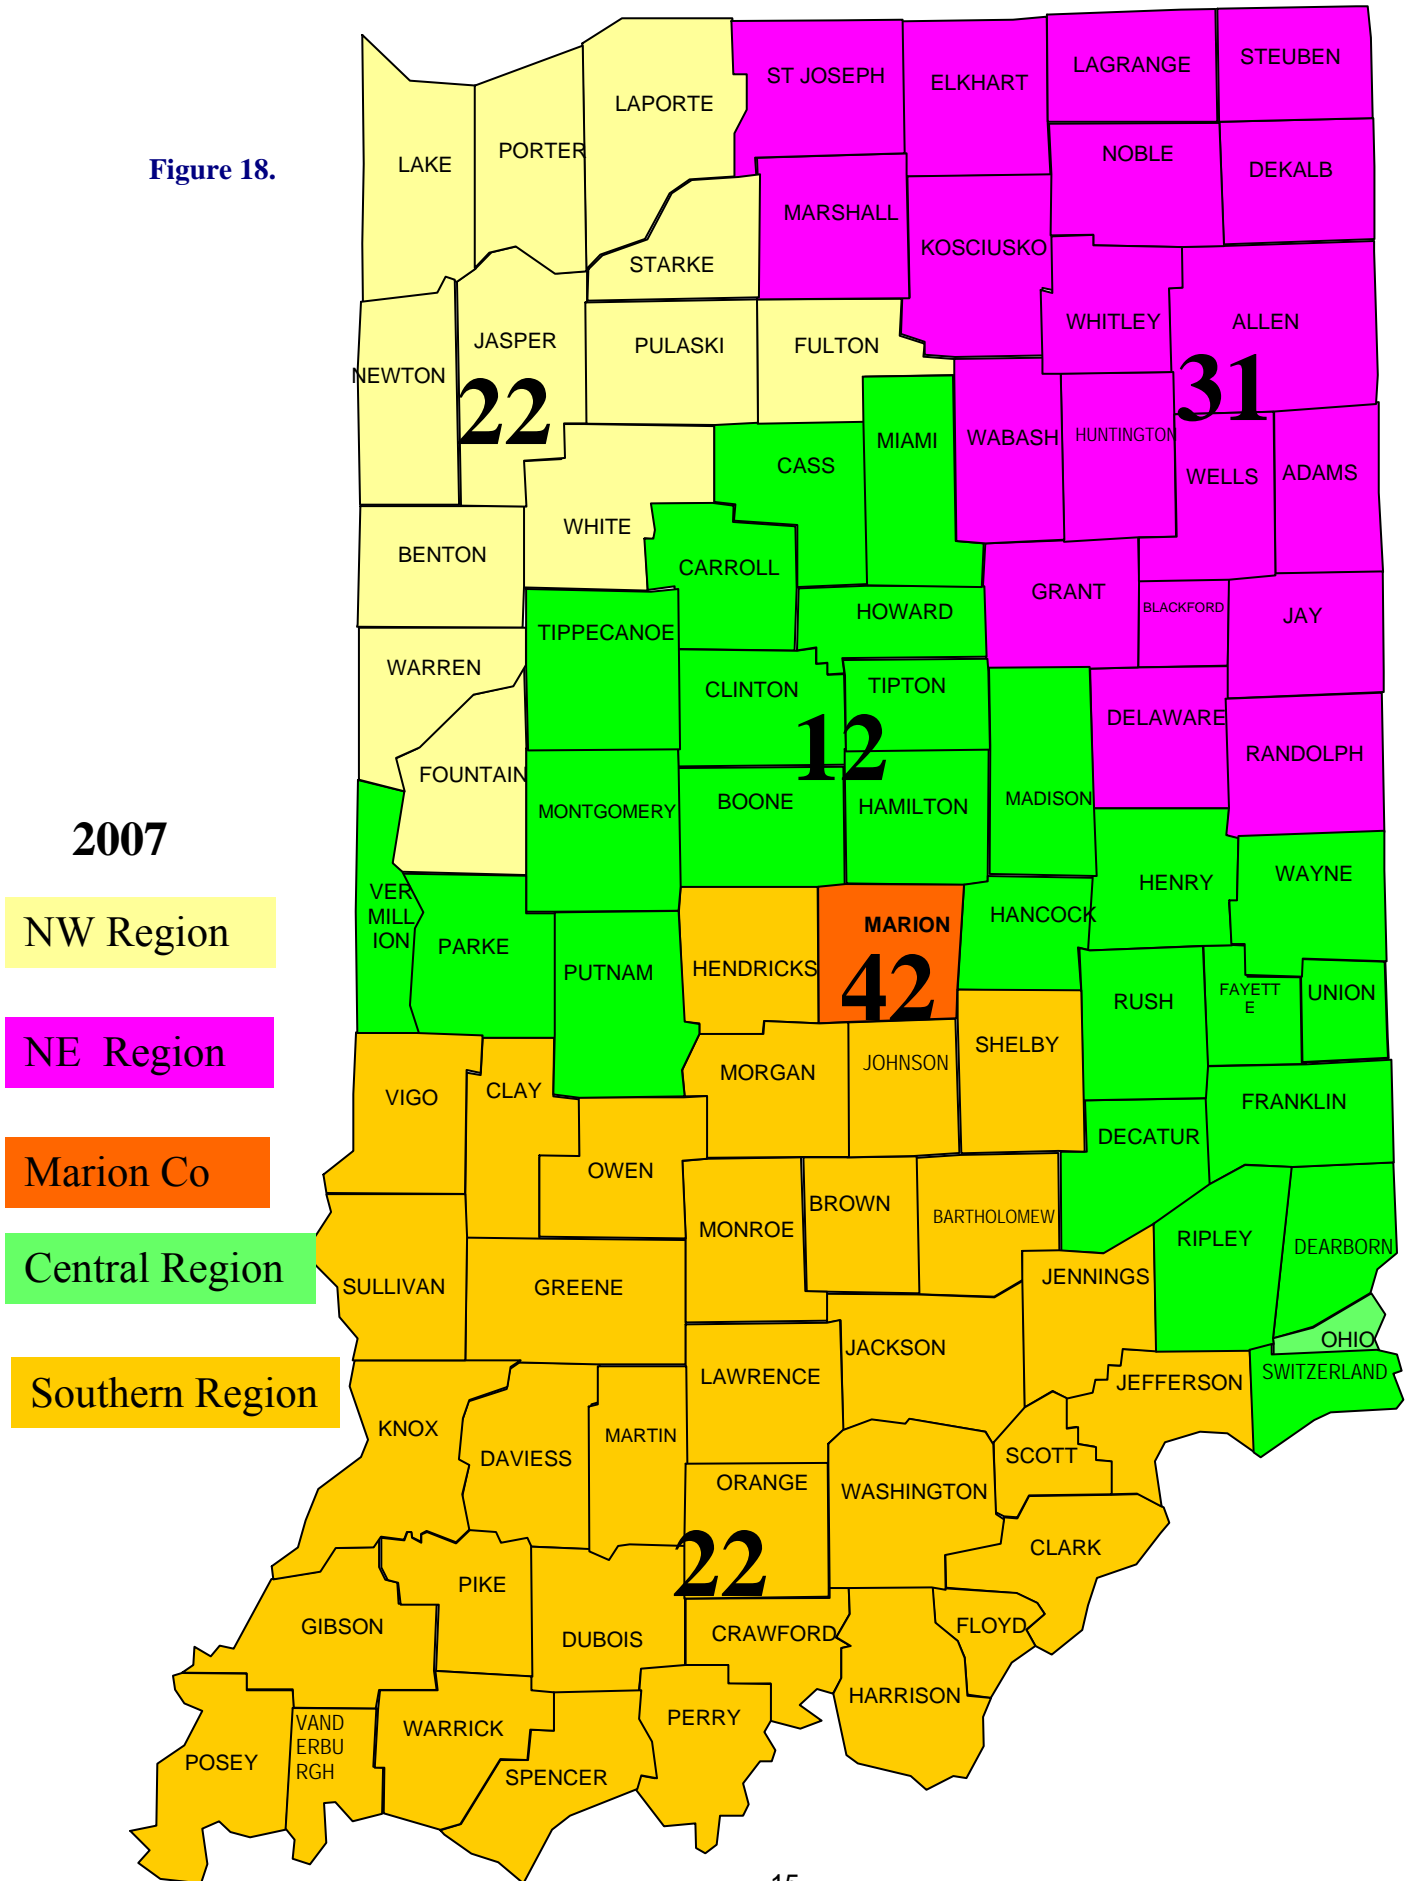 Figure 18.
LAKE
PORTER
LAPORTE
ST JOSEPH
ELKHART
LAGRANGE
STEUBEN
NOBLE
DEKALB
MARSHALL
KOSCIUSKO
STARKE
NEWTON
JASPER
PULASKI
FULTON
WHITLEY
ALLEN
22
31
MIAMI
CASS
WABASH
HUNTINGTON
WELLS
ADAMS
BENTON
WHITE
CARROLL
HOWARD
GRANT
BLACKFORD
JAY
TIPPECANOE
WARREN
CLINTON
TIPTON
DELAWARE
RANDOLPH
12
FOUNTAIN
MONTGOMERY
BOONE
HAMILTON
MADISON
2007
NW Region
NE Region
Marion Co
Central Region
Southern Region
VER
MILL
ION
PARKE
PUTNAM
HENDRICKS
MARION
42
HANCOCK
HENRY
WAYNE
RUSH
FAYETT
E
UNION
VIGO
CLAY
MORGAN
JOHNSON
SHELBY
DECATUR
FRANKLIN
OWEN
MONROE
BROWN
BARTHOLOMEW
RIPLEY
DEARBORN
SULLIVAN
GREENE
JENNINGS
JACKSON
LAWRENCE
OHIO
SWITZERLAND
JEFFERSON
KNOX
DAVIESS
MARTIN
ORANGE
WASHINGTON
SCOTT
CLARK
22
PIKE
GIBSON
DUBOIS
CRAWFORD
FLOYD
HARRISON
PERRY
WARRICK
VAND
ERBU
RGH
POSEY
SPENCER
15